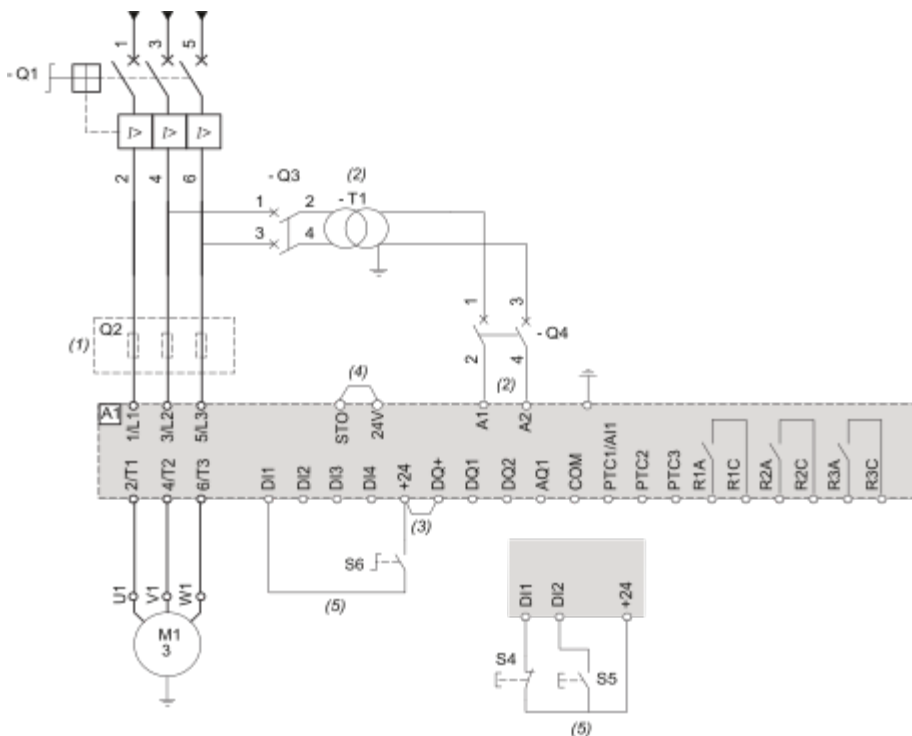 1 3 5
- Q1
I> I> I>
2 4 6
- Q3 (2)
1 2 - T1
3 4
1 3
- Q4
2 4
(1) Q2
(4) (2)
A1 1/L1 3/L2 5/L3 STO 24V A1 A2
2/T1 4/T2 6/T3 DI1 DI2 DI3 DI4 +24 DQ+ DQ1 DQ2 AQ1 COM PTC1/AI1 PTC2 PTC3 R1A R1C R2A R2C R3A R3C
(3)
S6
(5)
U1 V1 W1
M1
3
DI1 DI2 +24
S4 S5
(5)